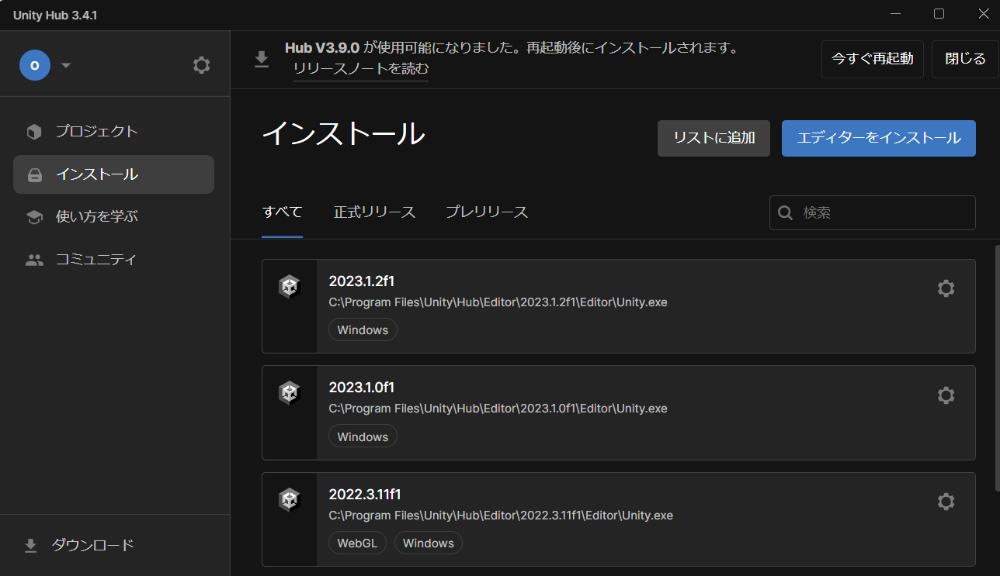 Unity Hub 3.4.1
O
Hub V3.9.0 が使用可能になりました。再起動後にインストールされます。
リリースノートを読む
今すぐ再起動
閉じる
プロジェクト
インストール
使い方を学ぶ
コミュニティ
ダウンロード
インストール
リストに追加
エディターをインストール
すべて
正式リリース
プレリリース
検索
2023.1.2f1
C:\Program Files\Unity\Hub\Editor\2023.1.2f1\Editor\Unity.exe
Windows
2023.1.0f1
C:\Program Files\Unity\Hub\Editor\2023.1.0f1\Editor\Unity.exe
Windows
2022.3.11f1
C:\Program Files\Unity\Hub\Editor\2022.3.11f1\Editor\Unity.exe
WebGL Windows